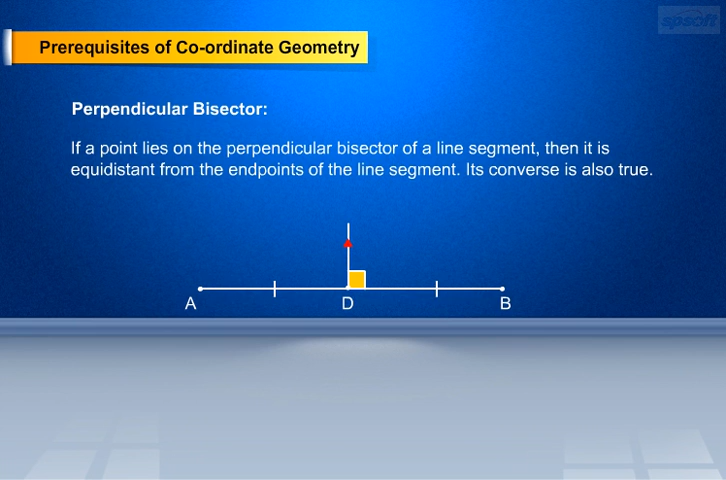 spsoft
Prerequisites of Co-ordinate Geometry
Perpendicular Bisector:
If a point lies on the perpendicular bisector of a line segment, then it is
equidistant from the endpoints of the line segment. Its converse is also true.
A D B